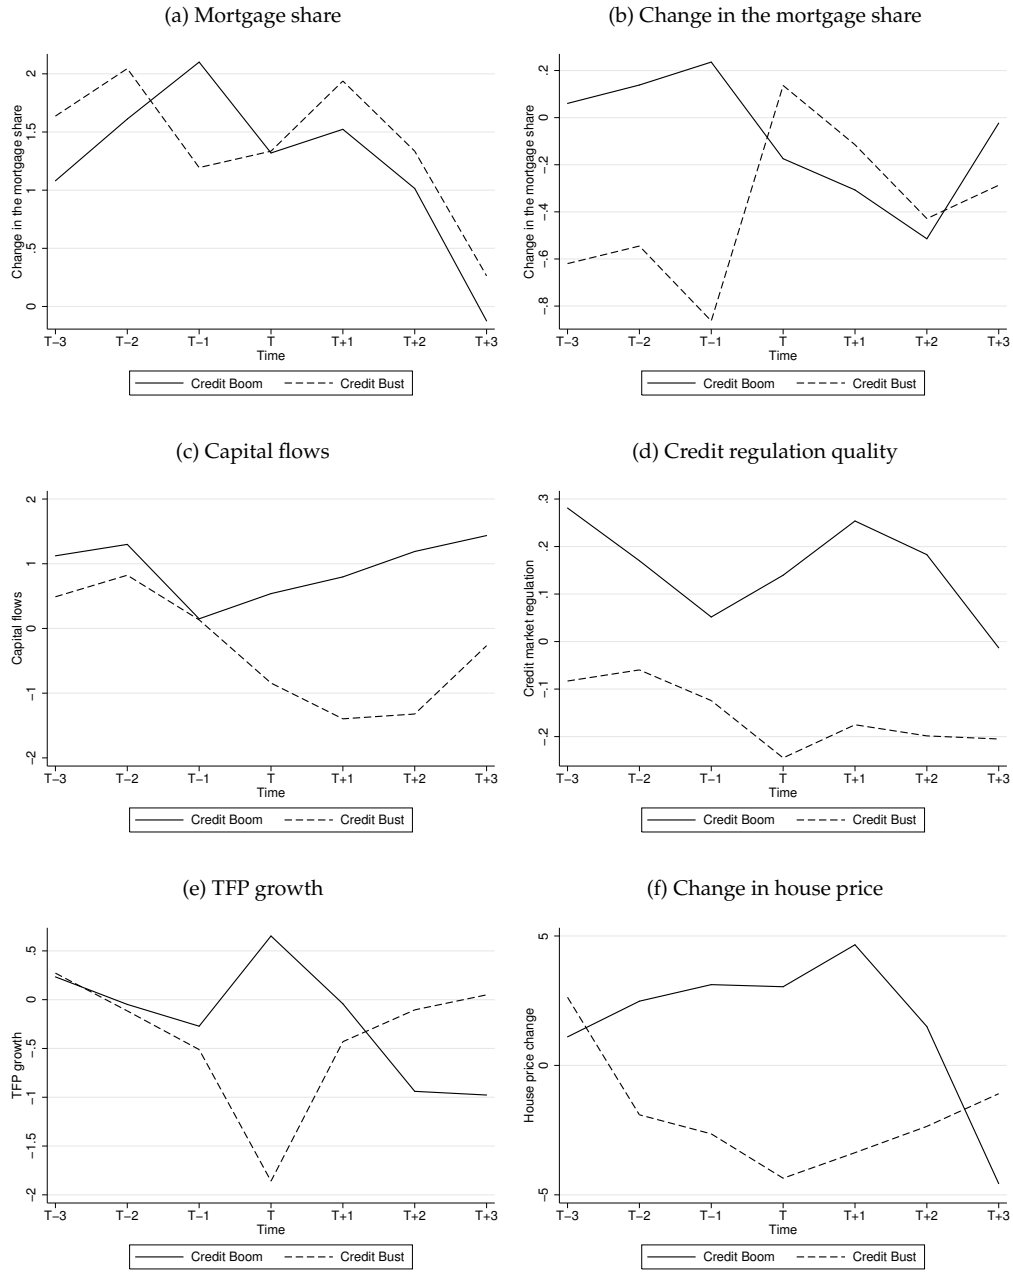 (a) Mortgage share
Change in the mortgage share
2
1.5
1
.5
0
T−3 T−2 T−1 T T+1 T+2 T+3
Time
Credit Boom Credit Bust
(b) Change in the mortgage share
Change in the mortgage share
.2
0
−.2
−.4
−.6
−.8
T−3 T−2 T−1 T T+1 T+2 T+3
Time
Credit Boom Credit Bust
(c) Capital flows
Capital flows
2
1
0
−1
−2
T−3 T−2 T−1 T T+1 T+2 T+3
Time
Credit Boom Credit Bust
(d) Credit regulation quality
Credit market regulation
.3
.2
.1
0
−.1
−.2
T−3 T−2 T−1 T T+1 T+2 T+3
Time
Credit Boom Credit Bust
(e) TFP growth
TFP growth
.5
0
−.5
−1
−1.5
−2
T−3 T−2 T−1 T T+1 T+2 T+3
Time
Credit Boom Credit Bust
(f) Change in house price
House price change
5
0
−5
T−3 T−2 T−1 T T+1 T+2 T+3
Time
Credit Boom Credit Bust